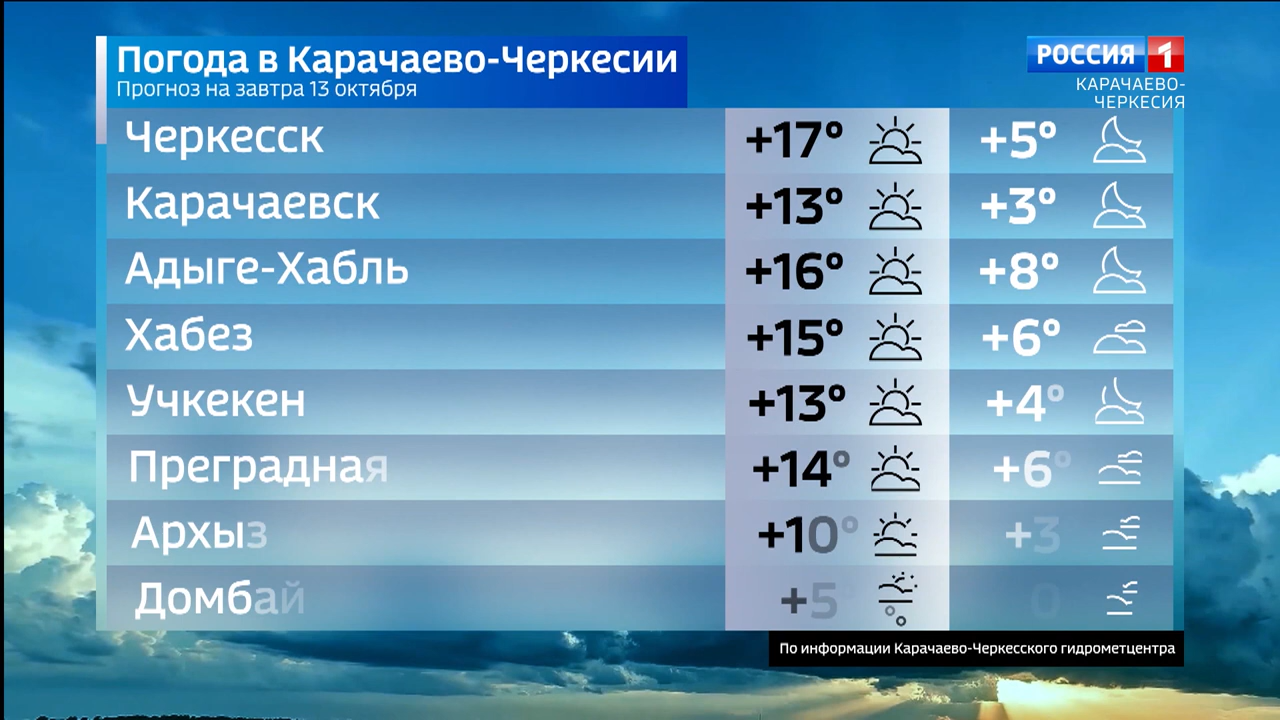 Погода в Карачаево-Черкесии
Прогноз на завтра 13 октября
РОССИЯ 1
КАРАЧАЕВО-
ЧЕРКЕСИЯ
Черкесск +17° +5°
Карачаевск +13° +3°
Адыге-Хабль +16° +8°
Хабез +15° +6°
Учкекен +13° +4°
Преградная +14° +6°
Архыз +10° +3
Домбай +5° 0
По информации Карачаево-Черкесского гидрометцентра